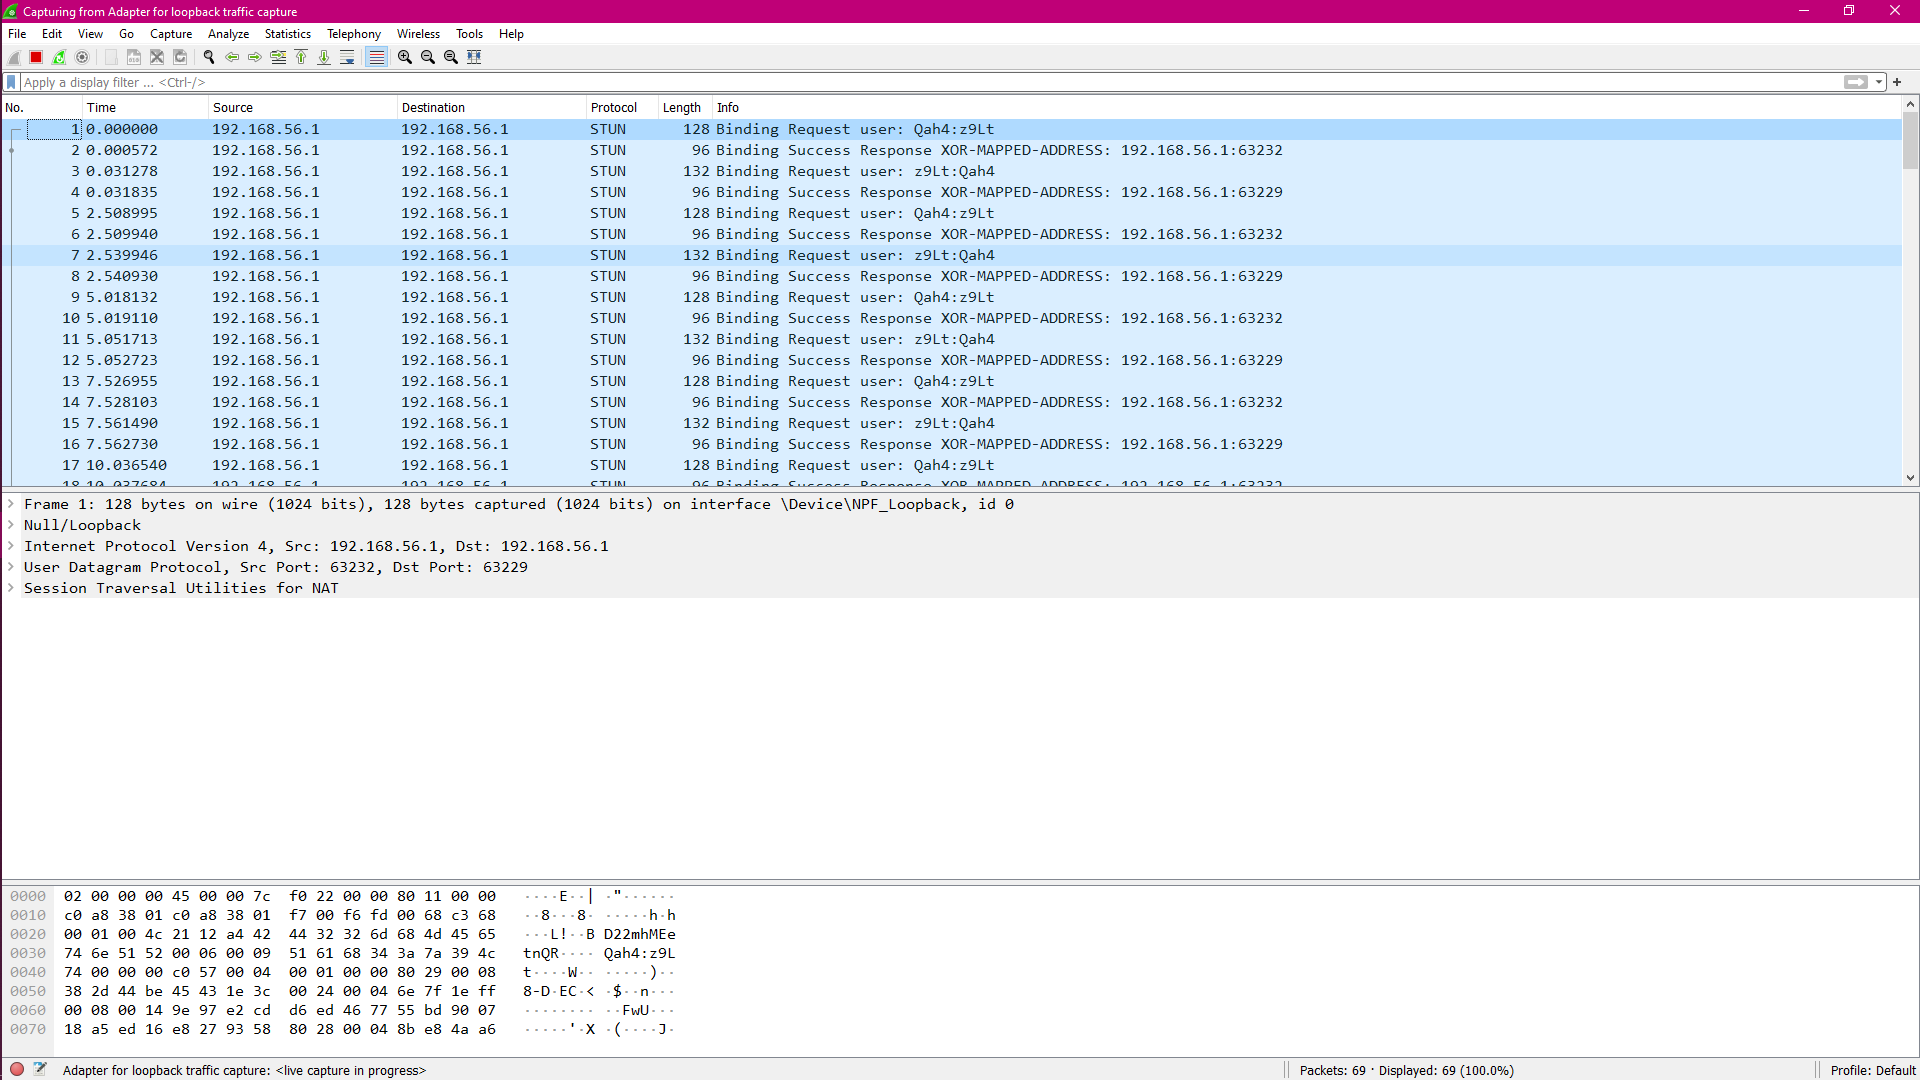 Capturing from Adapter for loopback traffic capture
File Edit View Go Capture Analyze Statistics Telephony Wireless Tools Help
Apply a display filter ... <Ctrl-/>
No. Time Source Destination Protocol Length Info
1 0.000000 192.168.56.1 192.168.56.1 STUN 128 Binding Request user: Qah4:z9Lt
2 0.000572 192.168.56.1 192.168.56.1 STUN 96 Binding Success Response XOR-MAPPED-ADDRESS: 192.168.56.1:63232
3 0.031278 192.168.56.1 192.168.56.1 STUN 132 Binding Request user: z9Lt:Qah4
4 0.031835 192.168.56.1 192.168.56.1 STUN 96 Binding Success Response XOR-MAPPED-ADDRESS: 192.168.56.1:63229
5 2.508995 192.168.56.1 192.168.56.1 STUN 128 Binding Request user: Qah4:z9Lt
6 2.509940 192.168.56.1 192.168.56.1 STUN 96 Binding Success Response XOR-MAPPED-ADDRESS: 192.168.56.1:63232
7 2.539946 192.168.56.1 192.168.56.1 STUN 132 Binding Request user: z9Lt:Qah4
8 2.540930 192.168.56.1 192.168.56.1 STUN 96 Binding Success Response XOR-MAPPED-ADDRESS: 192.168.56.1:63229
9 5.018132 192.168.56.1 192.168.56.1 STUN 128 Binding Request user: Qah4:z9Lt
10 5.019110 192.168.56.1 192.168.56.1 STUN 96 Binding Success Response XOR-MAPPED-ADDRESS: 192.168.56.1:63232
11 5.051713 192.168.56.1 192.168.56.1 STUN 132 Binding Request user: z9Lt:Qah4
12 5.052723 192.168.56.1 192.168.56.1 STUN 96 Binding Success Response XOR-MAPPED-ADDRESS: 192.168.56.1:63229
13 7.526955 192.168.56.1 192.168.56.1 STUN 128 Binding Request user: Qah4:z9Lt
14 7.528103 192.168.56.1 192.168.56.1 STUN 96 Binding Success Response XOR-MAPPED-ADDRESS: 192.168.56.1:63232
15 7.561490 192.168.56.1 192.168.56.1 STUN 132 Binding Request user: z9Lt:Qah4
16 7.562730 192.168.56.1 192.168.56.1 STUN 96 Binding Success Response XOR-MAPPED-ADDRESS: 192.168.56.1:63229
17 10.036540 192.168.56.1 192.168.56.1 STUN 128 Binding Request user: Qah4:z9Lt
18 10.037684 192.168.56.1 192.168.56.1 STUN 96 Binding Success Response XOR-MAPPED-ADDRESS: 192.168.56.1:63232
Frame 1: 128 bytes on wire (1024 bits), 128 bytes captured (1024 bits) on interface \Device\NPF_Loopback, id 0
Null/Loopback
Internet Protocol Version 4, Src: 192.168.56.1, Dst: 192.168.56.1
User Datagram Protocol, Src Port: 63232, Dst Port: 63229
Session Traversal Utilities for NAT
0000 02 00 00 00 45 00 00 7c f0 22 00 00 80 11 00 00 ····E··| ·"······
0010 c0 a8 38 01 c0 a8 38 01 f7 00 f6 fd 00 68 c3 68 ··8···8· ·····h·h
0020 00 01 00 4c 21 12 a4 42 44 32 32 6d 68 4d 45 65 ···L!··B D22mhMEe
0030 74 6e 51 52 00 06 00 09 51 61 68 34 3a 7a 39 4c tnQR···· Qah4:z9L
0040 74 00 00 00 c0 57 00 04 00 01 00 00 80 29 00 08 t····W·· ·····)··
0050 38 2d 44 be 45 43 1e 3c 00 24 00 04 6e 7f 1e ff 8-D·EC·< ·$··n···
0060 00 08 00 14 9e 97 e2 cd d6 ed 46 77 55 bd 90 07 ········ ··FwU···
0070 18 a5 ed 16 e8 27 93 58 80 28 00 04 8b e8 4a a6 ·····'·X ·(····J·
Adapter for loopback traffic capture: <live capture in progress> Packets: 69 · Displayed: 69 (100.0%) Profile: Default